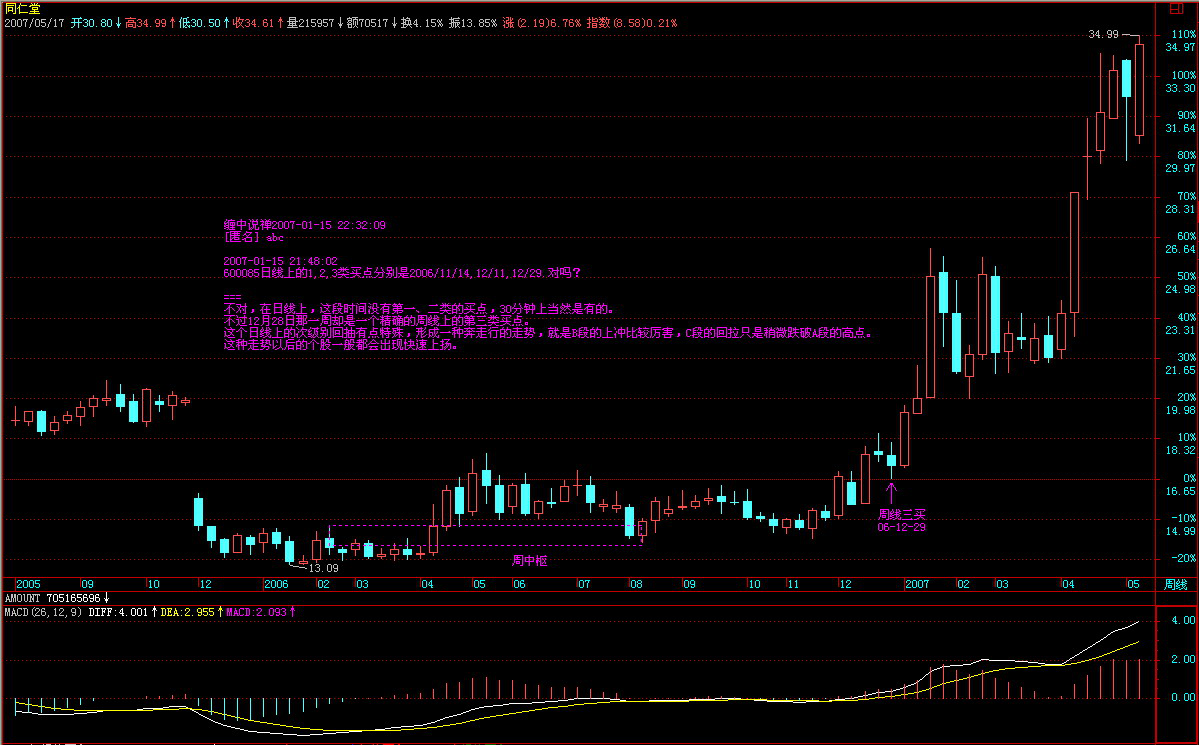 同仁堂
2007/05/17 开30.80↓高34.99↑低30.50↑收34.61↑量215957↓额70517↓换4.15% 振13.85% 涨(2.19)6.76% 指数(8.58)0.21%
34.99
110%
34.97
100%
33.30
90%
31.64
80%
29.97
70%
28.31
60%
26.64
50%
24.98
40%
23.31
30%
21.65
20%
19.98
10%
18.32
0%
16.65
-10%
14.99
-20%
缠中说禅2007-01-15 22:32:09
[匿名] abc
2007-01-15 21:48:02
600085日线上的1,2,3类买点分别是2006/11/14,12/11,12/29.对吗?
===
不对，在日线上，这段时间没有第一、二类的买点，30分钟上当然是有的。
不过12月28日那一周却是一个精确的周线上的第三类买点。
这个日线上的次级别回抽有点特殊，形成一种奔走行的走势，就是B段的上冲比较厉害，C段的回拉只是稍微跌破A段的高点。
这种走势以后的个股一般都会出现快速上扬。
周线三买
06-12-29
周中枢
13.09
2005 09 10 12 2006 02 03 04 05 06 07 08 09 10 11 12 2007 02 03 04 05 周线
AMOUNT 705165696↓
MACD(26,12,9) DIFF:4.001↑DEA:2.955↑MACD:2.093↑
4.00
2.00
0.00